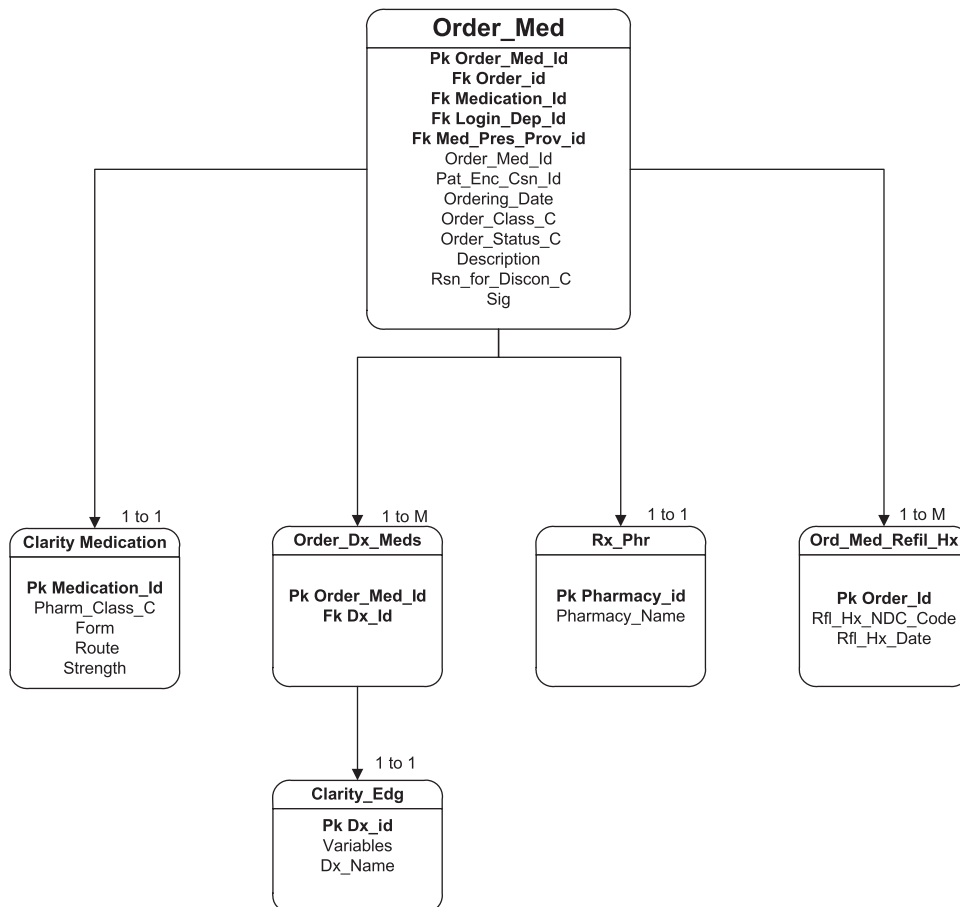 Order_Med
Pk Order_Med_Id
Fk Order_id
Fk Medication_Id
Fk Login_Dep_Id
Fk Med_Pres_Prov_id
Order_Med_Id
Pat_Enc_Csn_Id
Ordering_Date
Order_Class_C
Order_Status_C
Description
Rsn_for_Discon_C
Sig
1 to 1
Clarity Medication
Pk Medication_Id
Pharm_Class_C
Form
Route
Strength
1 to M
Order_Dx_Meds
Pk Order_Med_Id
Fk Dx_Id
1 to 1
Rx_Phr
Pk Pharmacy_id
Pharmacy_Name
1 to M
Ord_Med_Refil_Hx
Pk Order_Id
Rfl_Hx_NDC_Code
Rfl_Hx_Date
1 to 1
Clarity_Edg
Pk Dx_id
Variables
Dx_Name